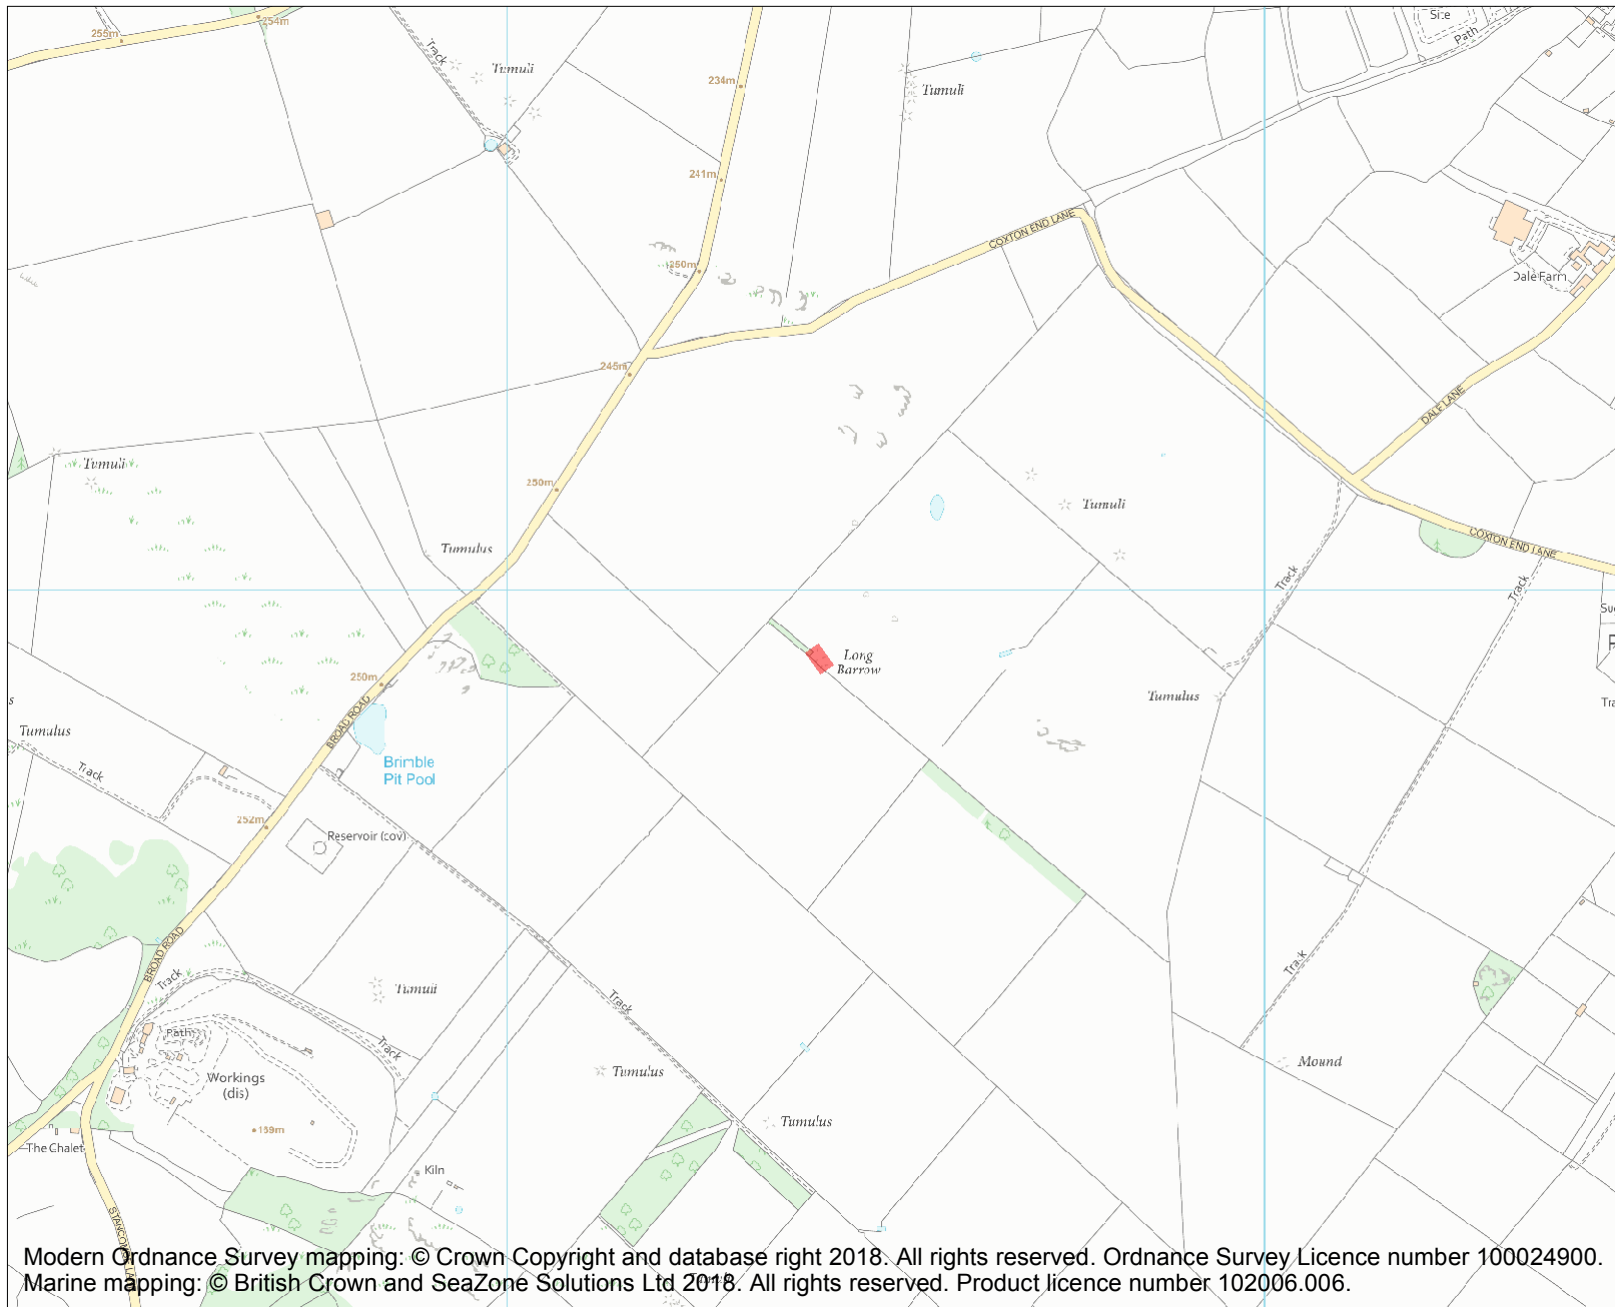 254m
Site
255m
Path
Track
Tumuli
234m
Tumuli
241m
COXTON END LANE
250m
Dale Farm
245m
DALE LANE
Tumuli
250m
Tumuli
COXTON END LANE
Tumulus
Track
Track
Long
Barrow
250m
Tumulus
BROAD ROAD
Tumulus
Brimble
Pit Pool
Track
252m
Reservoir (cov)
BROAD ROAD
Track
Track
Tumuli
Track
Path
Track
Mound
Workings
(dis)
Tumulus
Tumulus
159m
The Chalet
Kiln
Modern Ordnance Survey mapping: © Crown Copyright and database right 2018. All rights reserved. Ordnance Survey Licence number 100024900.
Marine mapping: © British Crown and SeaZone Solutions Ltd 2018. All rights reserved. Product licence number 102006.006.